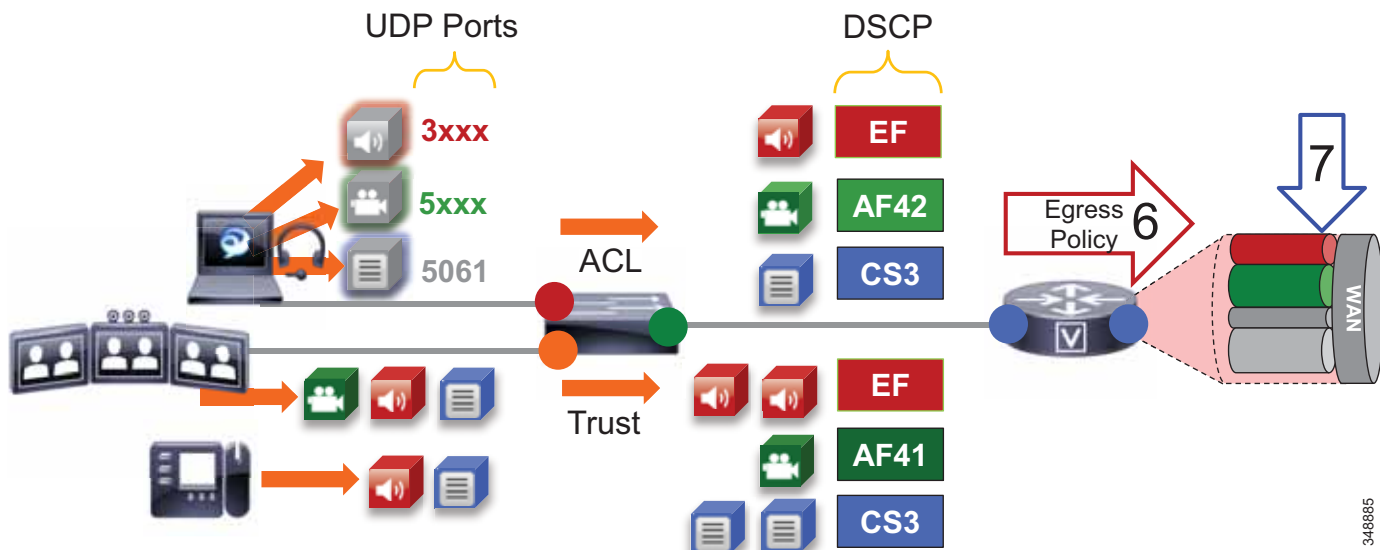 UDP Ports
DSCP
3xxx
5xxx
5061
ACL
EF
AF42
CS3
Egress
Policy
6
7
WAN
V
Trust
EF
AF41
CS3
348885